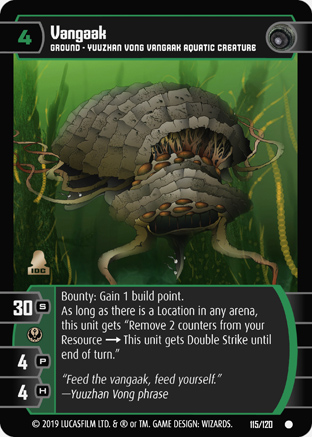 4
Vangaak
GROUND - YUUZHAN VONG VANGAAK AQUATIC CREATURE
IDC
30 S
Bounty: Gain 1 build point.
As long as there is a Location in any arena,
this unit gets “Remove 2 counters from your
Resource → This unit gets Double Strike until
end of turn.”
4 P
4 H
“Feed the vangaak, feed yourself.”
—Yuuzhan Vong phrase
© 2019 LUCASFILM LTD. & ® or TM. GAME DESIGN: WIZARDS. 115/120